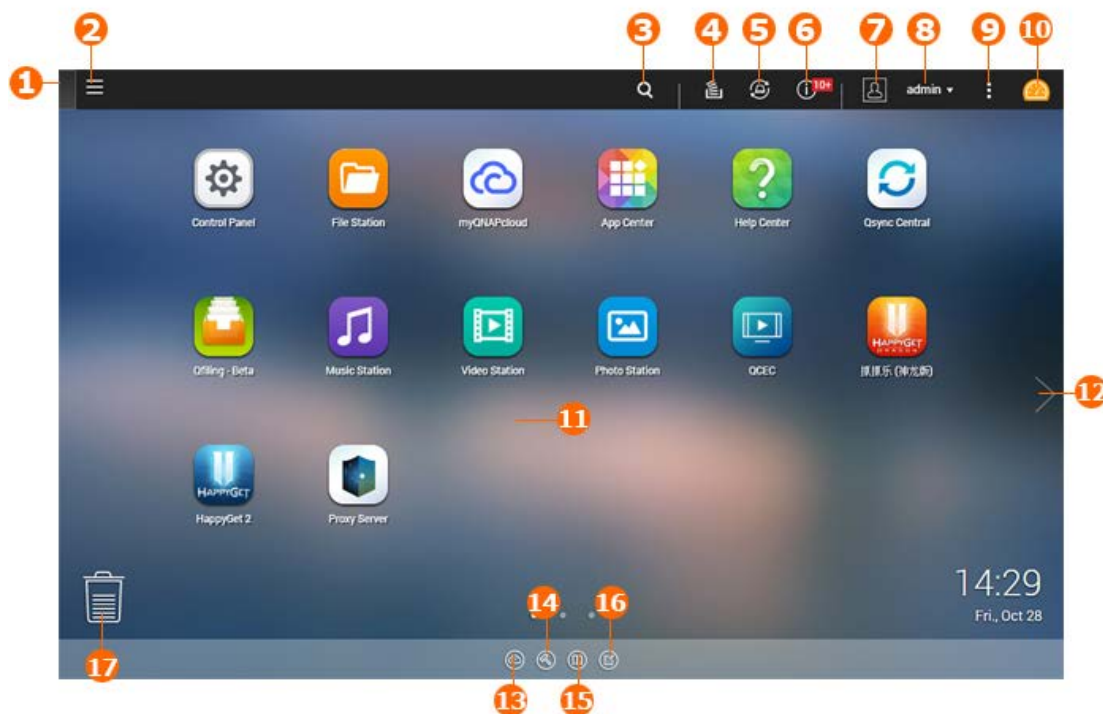 2
3
4
5
6
7
8
9
10
1
10+
admin
Control Panel
File Station
myQNAPcloud
App Center
Help Center
Qsync Central
HAPPYGET
DRAGON
Qfiling - Beta
Music Station
Video Station
Photo Station
QCEC
抓抓乐 (神龙版)
12
11
HAPPYGET
HappyGet 2
Proxy Server
14:29
Fri., Oct 28
14
16
17
13
15